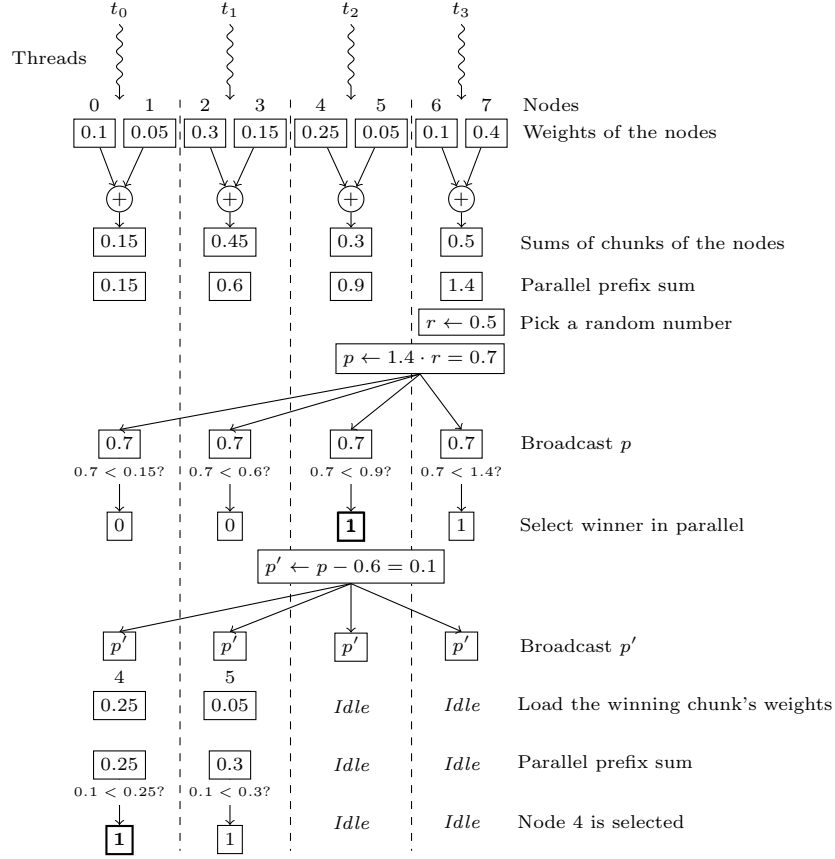 t₀ t₁ t₂ t₃
Threads
0 1 2 3 4 5 6 7 Nodes
0.1 0.05 0.3 0.15 0.25 0.05 0.1 0.4 Weights of the nodes
+ + + +
0.15 0.45 0.3 0.5 Sums of chunks of the nodes
0.15 0.6 0.9 1.4 Parallel prefix sum
r ← 0.5 Pick a random number
p ← 1.4 · r = 0.7
0.7 0.7 0.7 0.7 Broadcast p
0.7 < 0.15? 0.7 < 0.6? 0.7 < 0.9? 0.7 < 1.4?
0 0 1 1 Select winner in parallel
p′ ← p − 0.6 = 0.1
p′ p′ p′ p′ Broadcast p′
4 5
0.25 0.05 Idle Idle Load the winning chunk's weights
0.25 0.3 Idle Idle Parallel prefix sum
0.1 < 0.25? 0.1 < 0.3?
1 1 Idle Idle Node 4 is selected